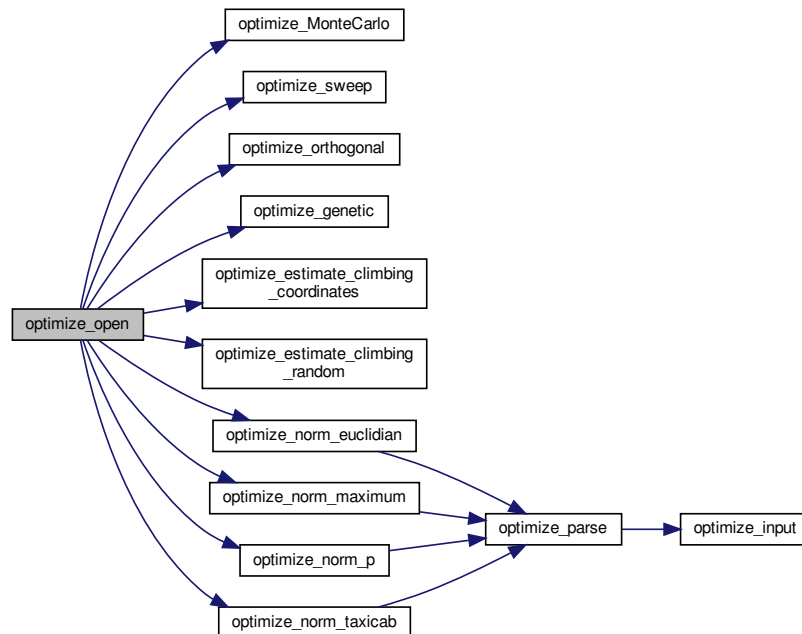 optimize_MonteCarlo
optimize_sweep
optimize_orthogonal
optimize_genetic
optimize_estimate_climbing
_coordinates
optimize_open
optimize_estimate_climbing
_random
optimize_norm_euclidian
optimize_norm_maximum
optimize_parse
optimize_input
optimize_norm_p
optimize_norm_taxicab